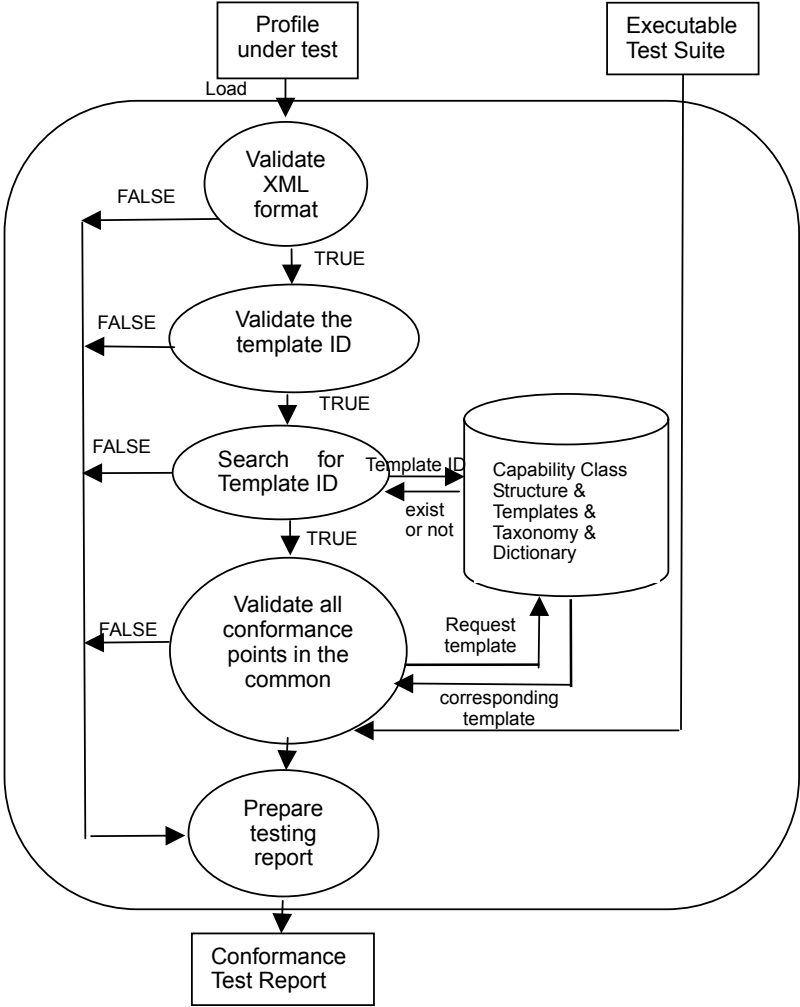 Profile
under test
Executable
Test Suite
Load
Validate
XML
format
FALSE
TRUE
Validate the
template ID
FALSE
TRUE
Search for
Template ID
FALSE
Template ID
exist
or not
Capability Class
Structure &
Templates &
Taxonomy &
Dictionary
TRUE
Validate all
conformance
points in the
common
FALSE
Request
template
corresponding
template
Prepare
testing
report
Conformance
Test Report